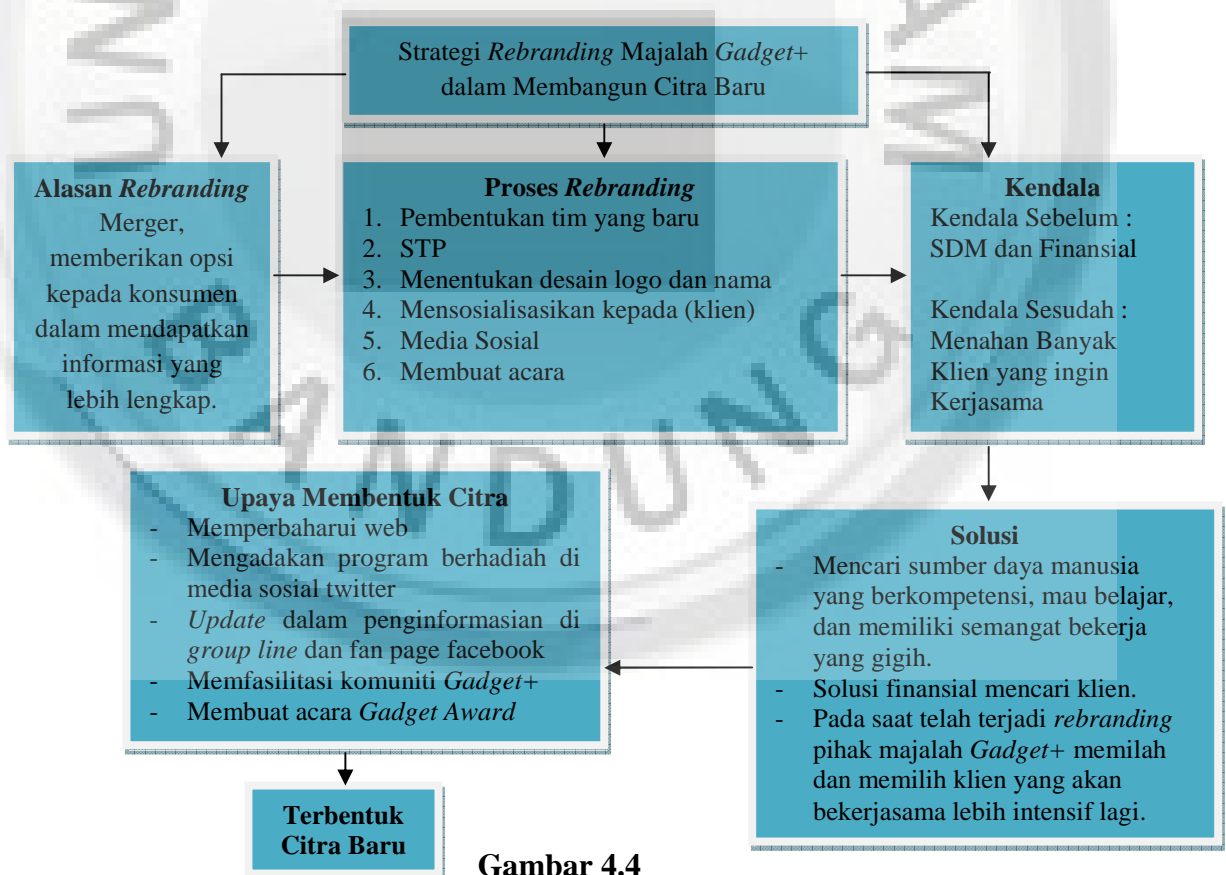 Strategi Rebranding Majalah Gadget+
dalam Membangun Citra Baru
Alasan Rebranding
Merger,
memberikan opsi
kepada konsumen
dalam mendapatkan
informasi yang
lebih lengkap.
Proses Rebranding
1. Pembentukan tim yang baru
2. STP
3. Menentukan desain logo dan nama
4. Mensosialisasikan kepada (klien)
5. Media Sosial
6. Membuat acara
Kendala
Kendala Sebelum :
SDM dan Finansial
Kendala Sesudah :
Menahan Banyak
Klien yang ingin
Kerjasama
Solusi
- Mencari sumber daya manusia
yang berkompetensi, mau belajar,
dan memiliki semangat bekerja
yang gigih.
- Solusi finansial mencari klien.
- Pada saat telah terjadi rebranding
pihak majalah Gadget+ memilah
dan memilih klien yang akan
bekerjasama lebih intensif lagi.
Upaya Membentuk Citra
- Memperbaharui web
- Mengadakan program berhadiah di
media sosial twitter
- Update dalam penginformasian di
group line dan fan page facebook
- Memfasilitasi komuniti Gadget+
- Membuat acara Gadget Award
Terbentuk
Citra Baru
Gambar 4.4
BANDUNG